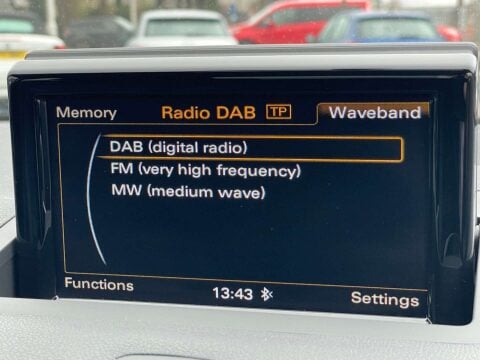 Memory Radio DAB TP Waveband
DAB (digital radio)
FM (very high frequency)
MW (medium wave)
Functions 13:43 Settings